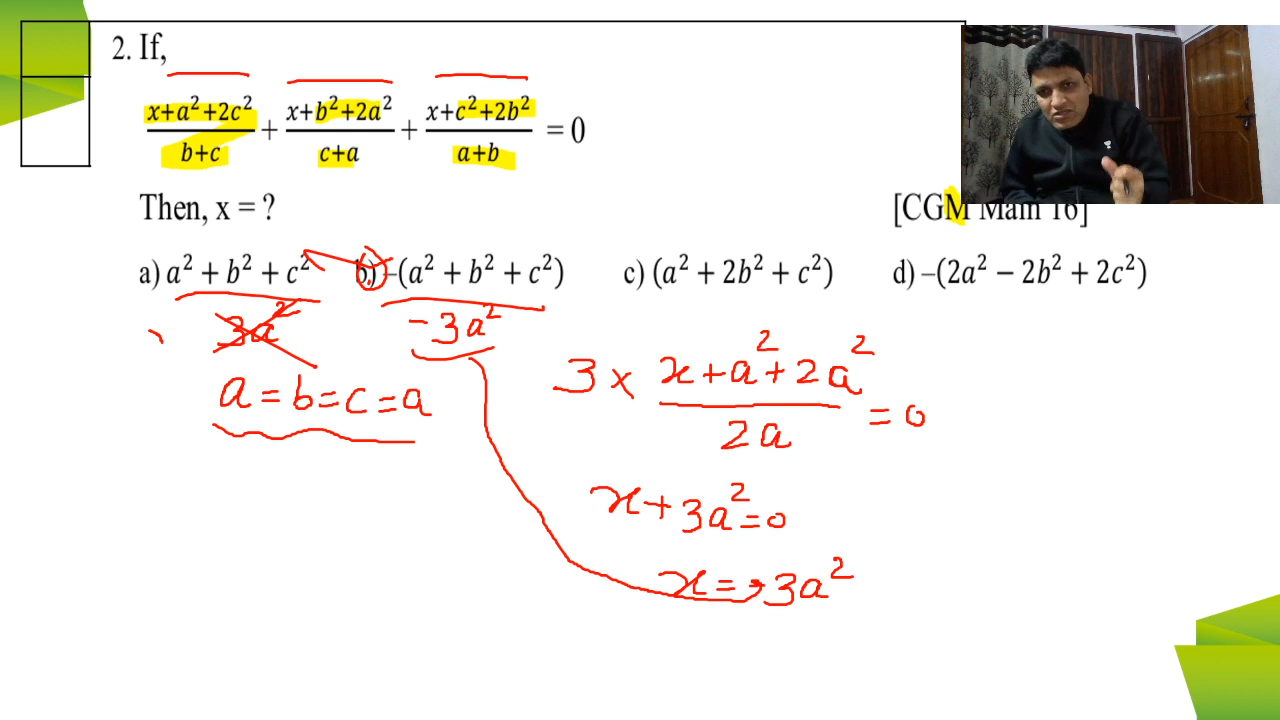 2. If,
x+a²+2c²/b+c + x+b²+2a²/c+a + x+c²+2b²/a+b = 0
Then, x = ? [CGM Main 16]
a) a² + b² + c² b) –(a² + b² + c²) c) (a² + 2b² + c²) d) –(2a² − 2b² + 2c²)
3a² -3a²
3 × x+a²+2a²/2a = 0
a = b = c = a
x + 3a² = 0
x = -3a²